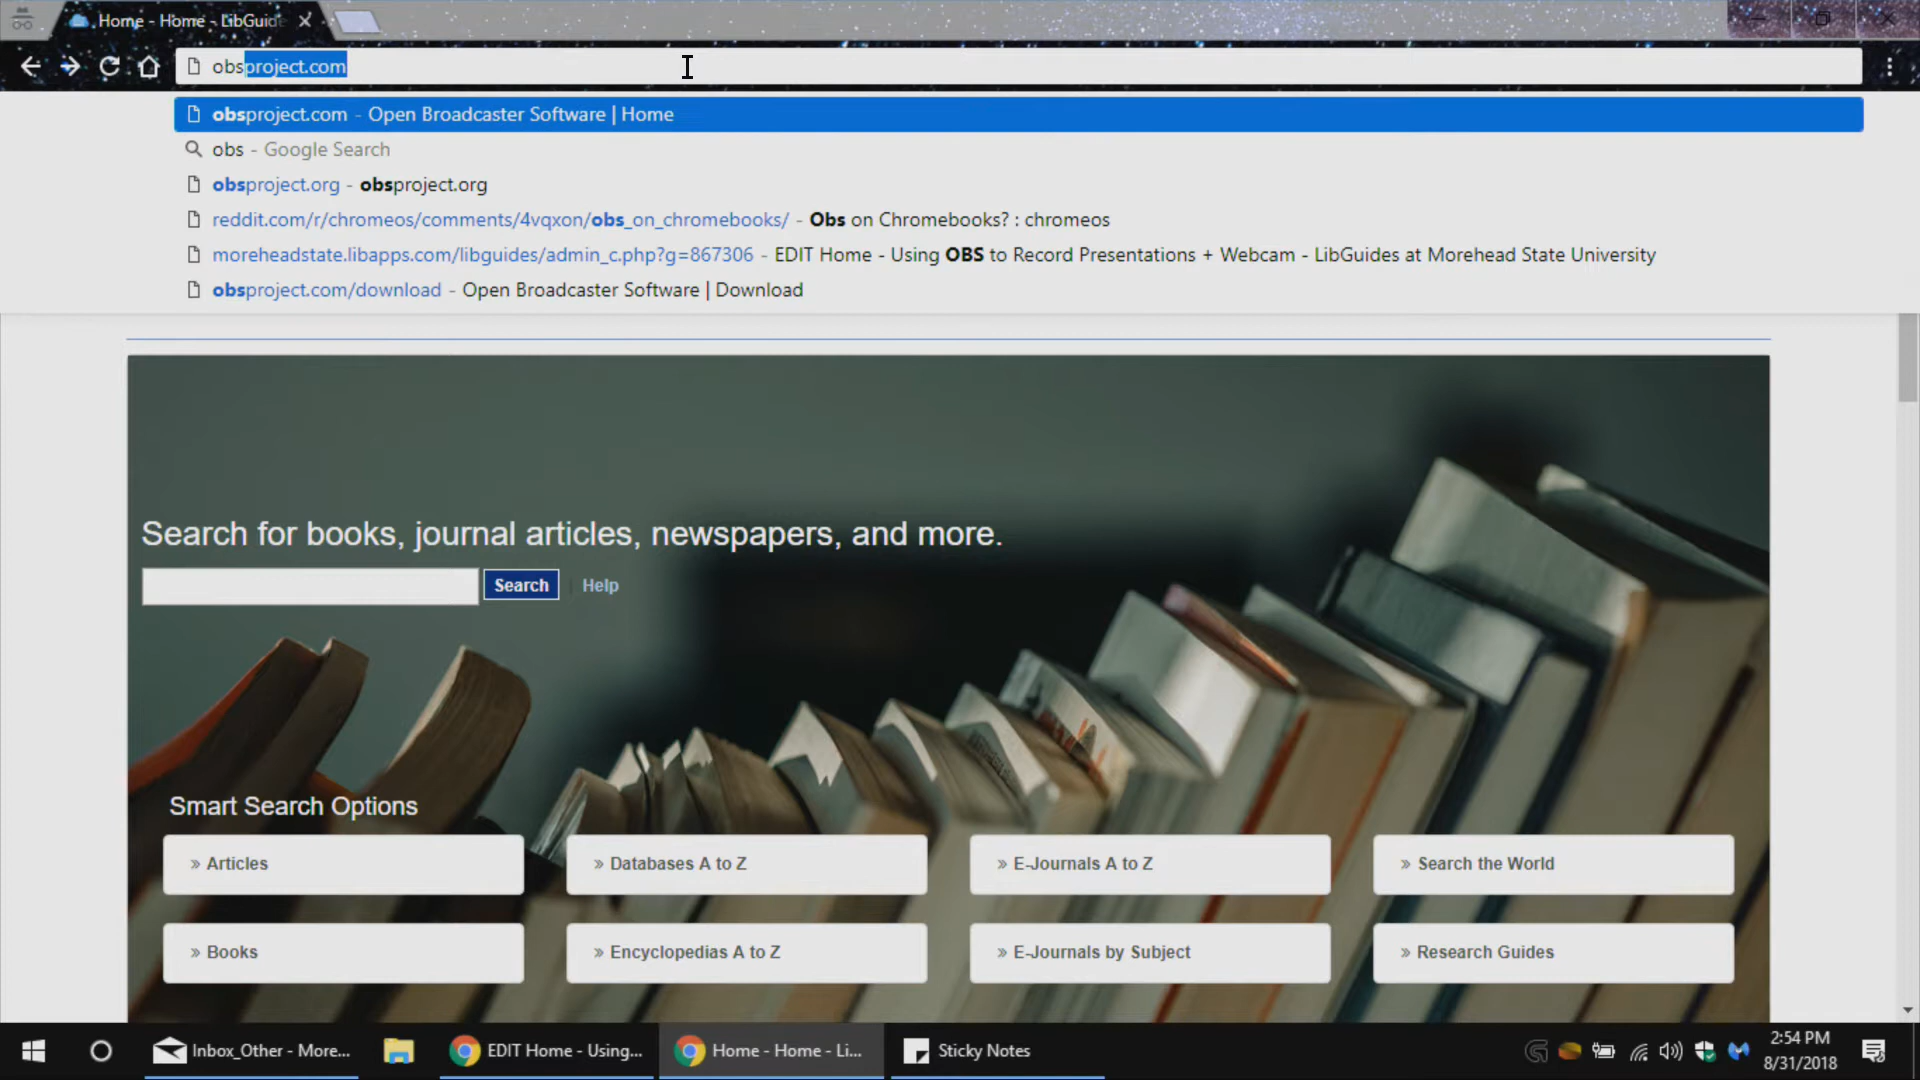 Home - Home - LibGuide
obsproject.com
obsproject.com - Open Broadcaster Software | Home
obs - Google Search
obsproject.org - obsproject.org
reddit.com/r/chromeos/comments/4vqxon/obs_on_chromebooks/ - Obs on Chromebooks? : chromeos
moreheadstate.libapps.com/libguides/admin_c.php?g=867306 - EDIT Home - Using OBS to Record Presentations + Webcam - LibGuides at Morehead State University
obsproject.com/download - Open Broadcaster Software | Download
Search for books, journal articles, newspapers, and more.
Search | Help
Smart Search Options
» Articles
» Databases A to Z
» E-Journals A to Z
» Search the World
» Books
» Encyclopedias A to Z
» E-Journals by Subject
» Research Guides
Inbox_Other - More...
EDIT Home - Using...
Home - Home - Li...
Sticky Notes
2:54 PM
8/31/2018